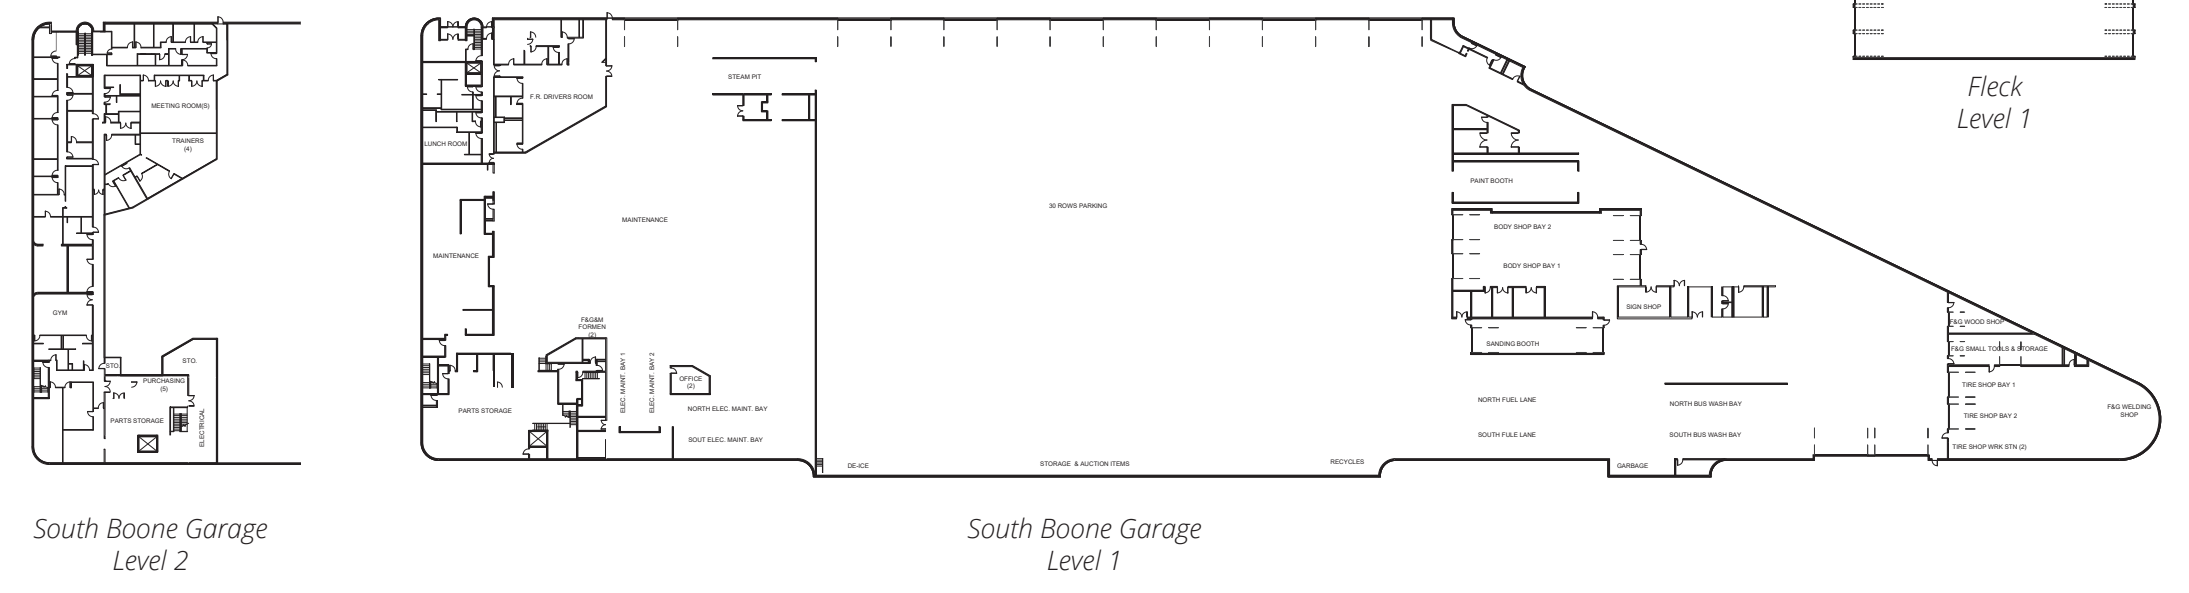 MEETING ROOM(S)
TRAINERS
(4)
GYM
STO.
STO.
PURCHASING
(5)
PARTS STORAGE
ELECTRICAL
South Boone Garage
Level 2
F.R. DRIVERS ROOM
LUNCH ROOM
STEAM PIT
MAINTENANCE
MAINTENANCE
F&G&M
FORMEN
(2)
ELEC. MAINT. BAY 1
ELEC. MAINT. BAY 2
OFFICE
(2)
PARTS STORAGE
NORTH ELEC. MAINT. BAY
SOUT ELEC. MAINT. BAY
30 ROWS PARKING
DE-ICE
STORAGE & AUCTION ITEMS
RECYCLES
PAINT BOOTH
BODY SHOP BAY 2
BODY SHOP BAY 1
SIGN SHOP
SANDING BOOTH
NORTH FUEL LANE
SOUTH FULE LANE
NORTH BUS WASH BAY
SOUTH BUS WASH BAY
GARBAGE
F&G WOOD SHOP
F&G SMALL TOOLS & STORAGE
TIRE SHOP BAY 1
TIRE SHOP BAY 2
TIRE SHOP WRK STN (2)
F&G WELDING
SHOP
South Boone Garage
Level 1
Fleck
Level 1